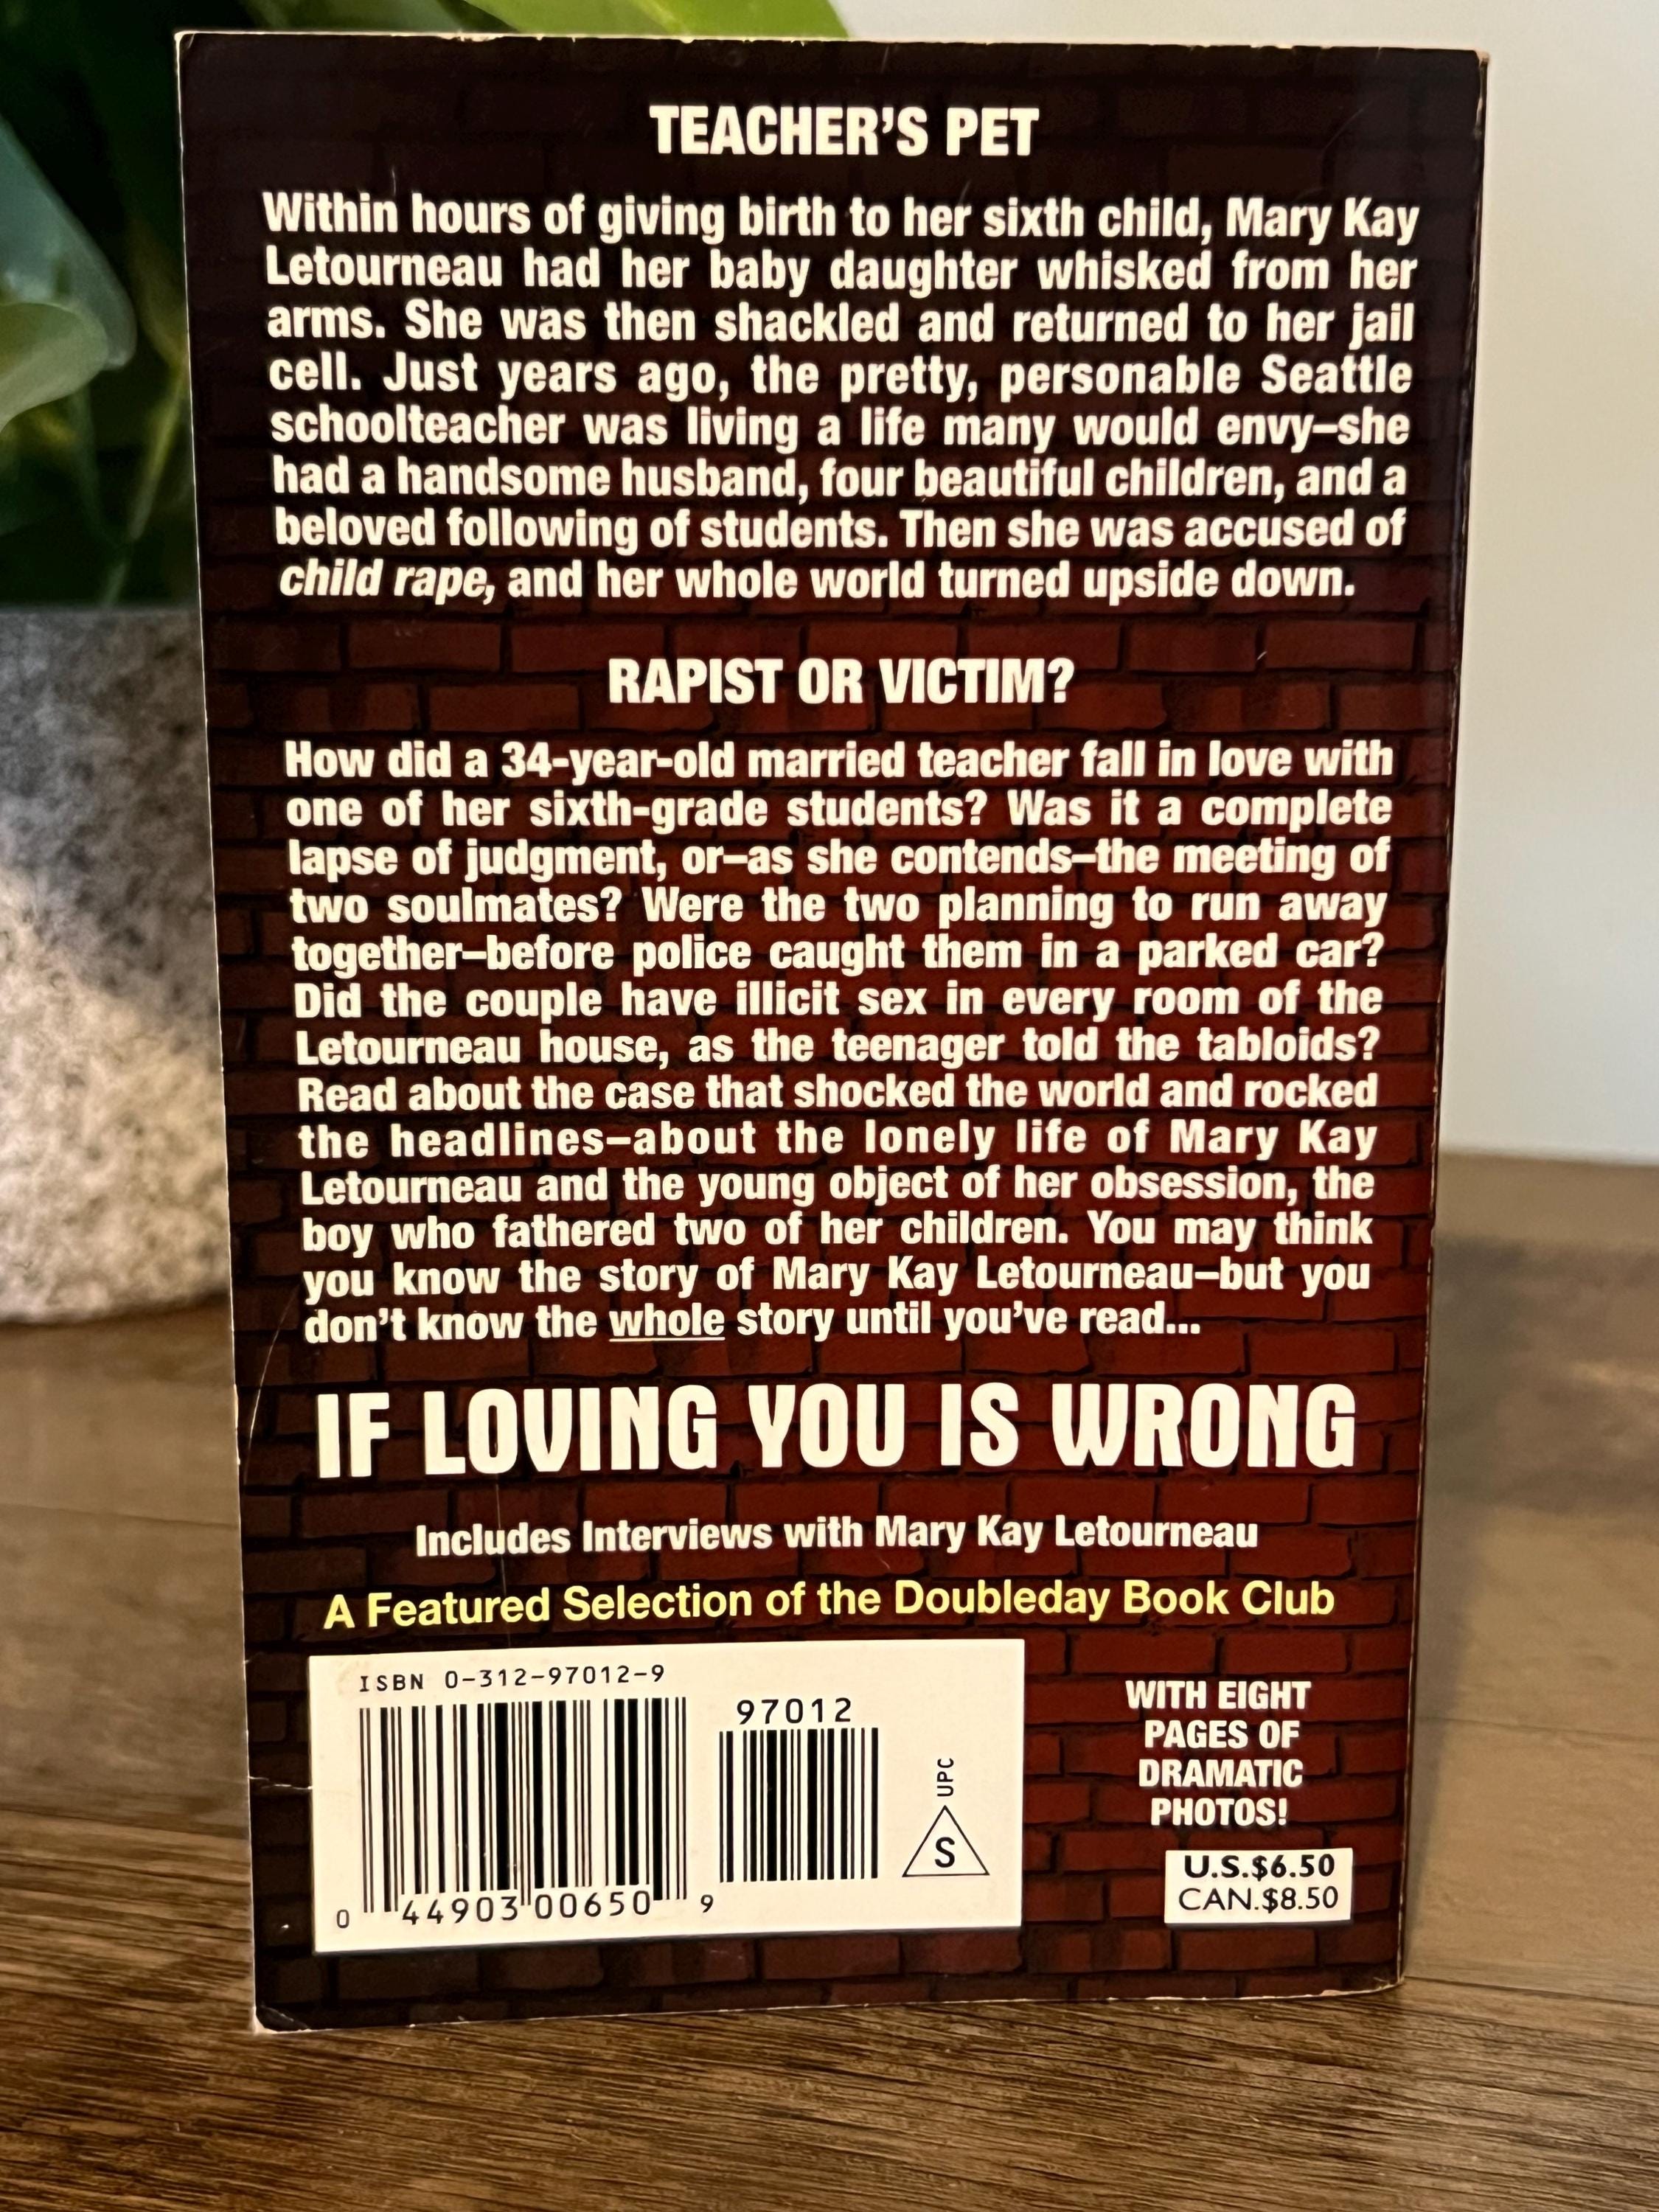 TEACHER'S PET
Within hours of giving birth to her sixth child, Mary Kay
Letourneau had her baby daughter whisked from her
arms. She was then shackled and returned to her jail
cell. Just years ago, the pretty, personable Seattle
schoolteacher was living a life many would envy–she
had a handsome husband, four beautiful children, and a
beloved following of students. Then she was accused of
child rape, and her whole world turned upside down.
RAPIST OR VICTIM?
How did a 34-year-old married teacher fall in love with
one of her sixth-grade students? Was it a complete
lapse of judgment, or–as she contends–the meeting of
two soulmates? Were the two planning to run away
together–before police caught them in a parked car?
Did the couple have illicit sex in every room of the
Letourneau house, as the teenager told the tabloids?
Read about the case that shocked the world and rocked
the headlines–about the lonely life of Mary Kay
Letourneau and the young object of her obsession, the
boy who fathered two of her children. You may think
you know the story of Mary Kay Letourneau–but you
don't know the whole story until you've read...
IF LOVING YOU IS WRONG
Includes Interviews with Mary Kay Letourneau
A Featured Selection of the Doubleday Book Club
ISBN 0-312-97012-9
97012
0 44903 00650 9
UPC
S
WITH EIGHT
PAGES OF
DRAMATIC
PHOTOS!
U.S.$6.50
CAN.$8.50